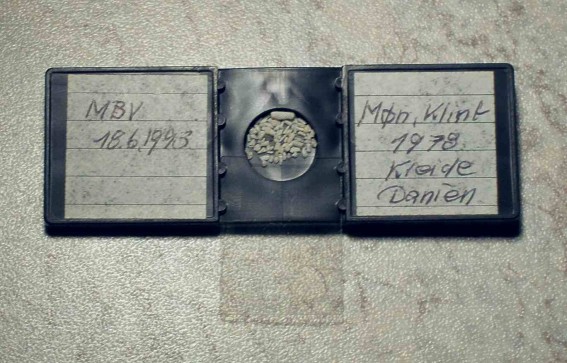 MBV
18.6.1993
Møn, Klint
1978
Kreide
Danien